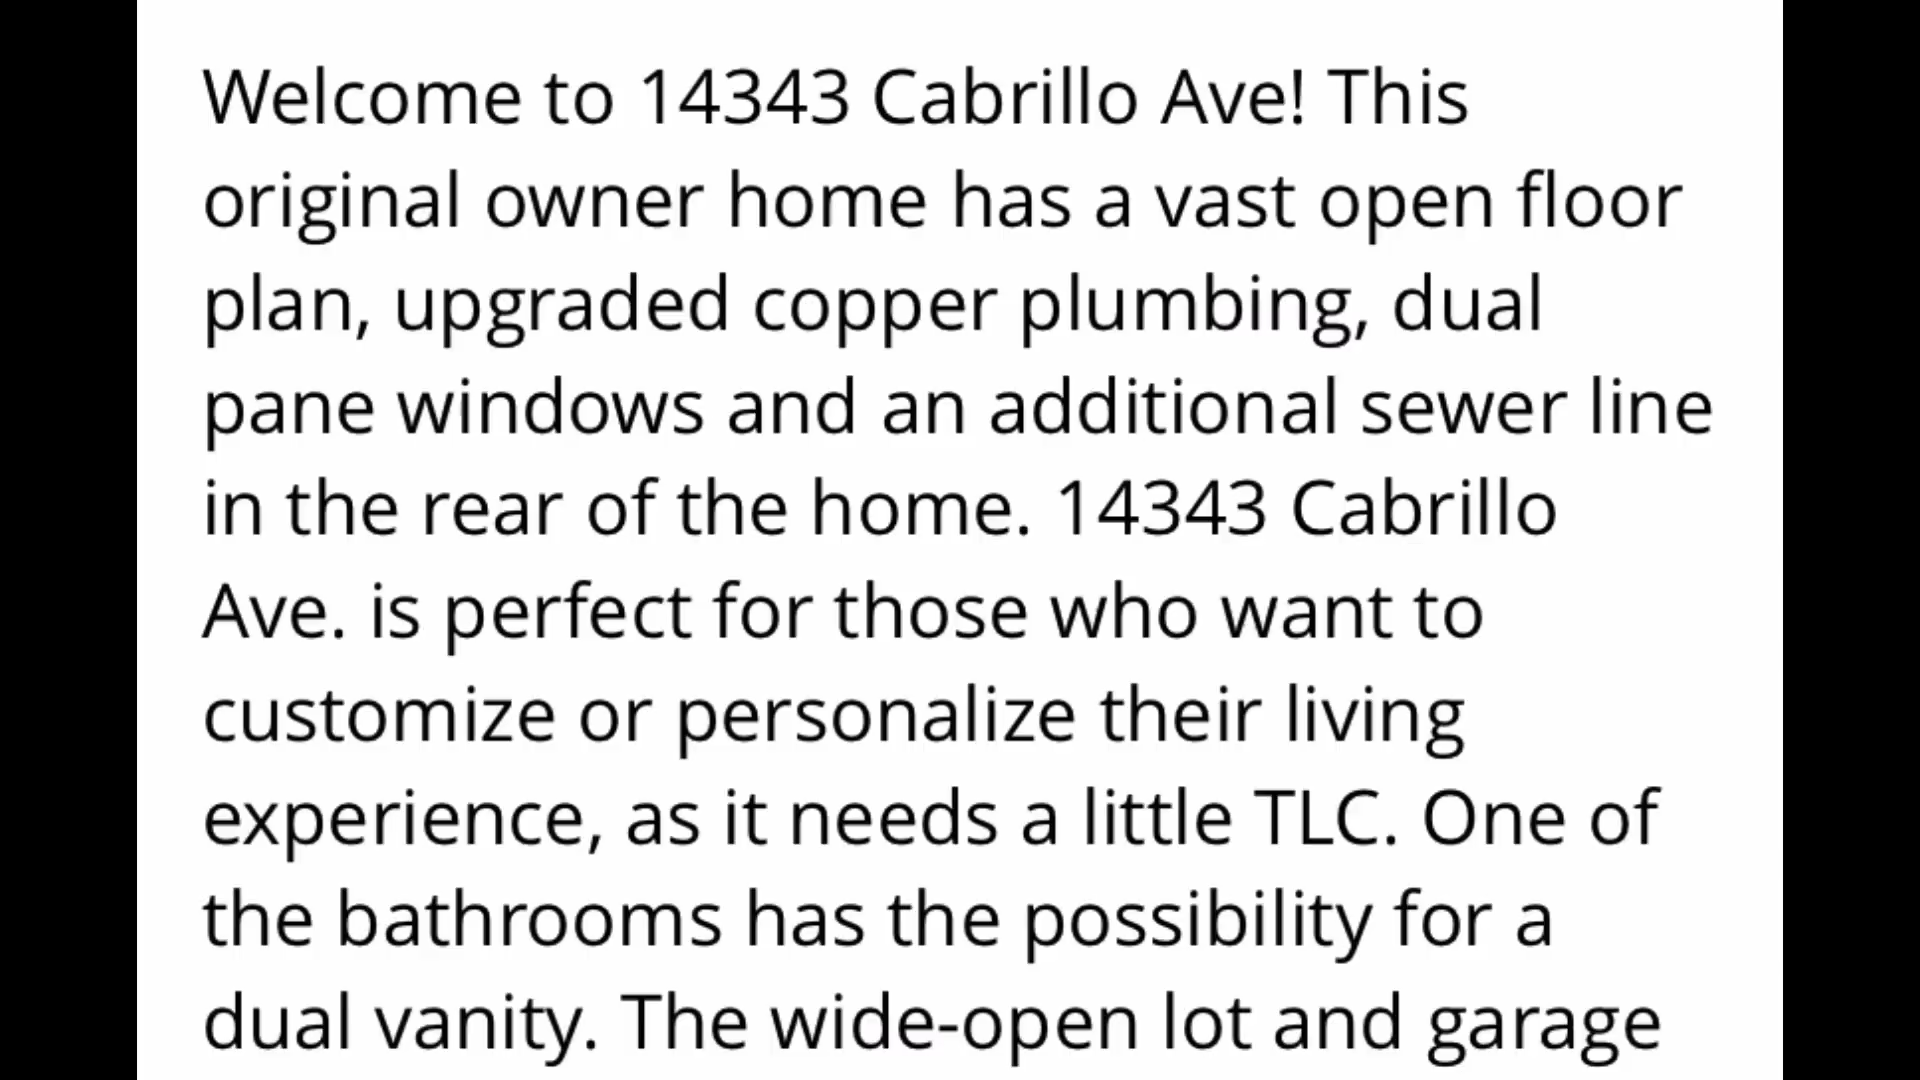 Welcome to 14343 Cabrillo Ave! This
original owner home has a vast open floor
plan, upgraded copper plumbing, dual
pane windows and an additional sewer line
in the rear of the home. 14343 Cabrillo
Ave. is perfect for those who want to
customize or personalize their living
experience, as it needs a little TLC. One of
the bathrooms has the possibility for a
dual vanity. The wide-open lot and garage